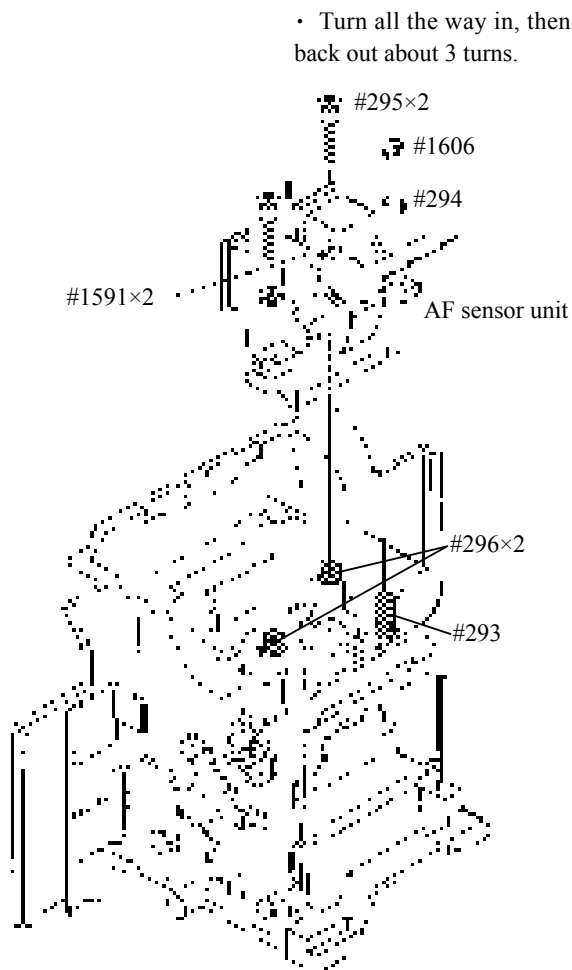 ・ Turn all the way in, then
back out about 3 turns.
#295×2
#1606
#294
#1591×2
AF sensor unit
#296×2
#293